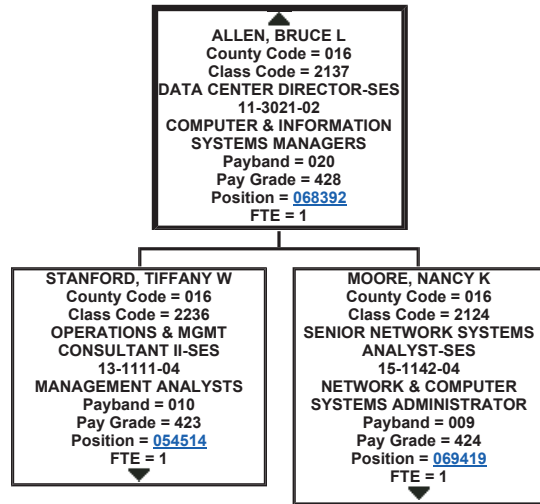 ALLEN, BRUCE L
County Code = 016
Class Code = 2137
DATA CENTER DIRECTOR-SES
11-3021-02
COMPUTER & INFORMATION
SYSTEMS MANAGERS
Payband = 020
Pay Grade = 428
Position = 068392
FTE = 1
STANFORD, TIFFANY W
County Code = 016
Class Code = 2236
OPERATIONS & MGMT
CONSULTANT II-SES
13-1111-04
MANAGEMENT ANALYSTS
Payband = 010
Pay Grade = 423
Position = 054514
FTE = 1
MOORE, NANCY K
County Code = 016
Class Code = 2124
SENIOR NETWORK SYSTEMS
ANALYST-SES
15-1142-04
NETWORK & COMPUTER
SYSTEMS ADMINISTRATOR
Payband = 009
Pay Grade = 424
Position = 069419
FTE = 1